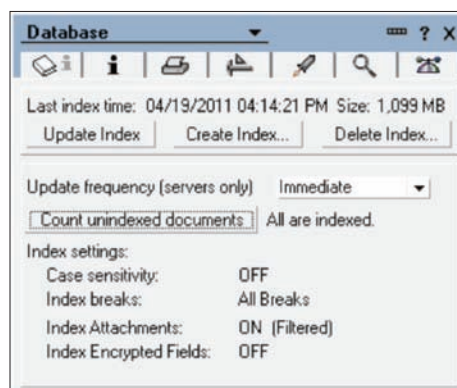 Database ? X
i i
Last index time: 04/19/2011 04:14:21 PM Size: 1,099 MB
Update Index Create Index... Delete Index...
Update frequency (servers only) Immediate
Count unindexed documents All are indexed.
Index settings:
Case sensitivity: OFF
Index breaks: All Breaks
Index Attachments: ON (Filtered)
Index Encrypted Fields: OFF